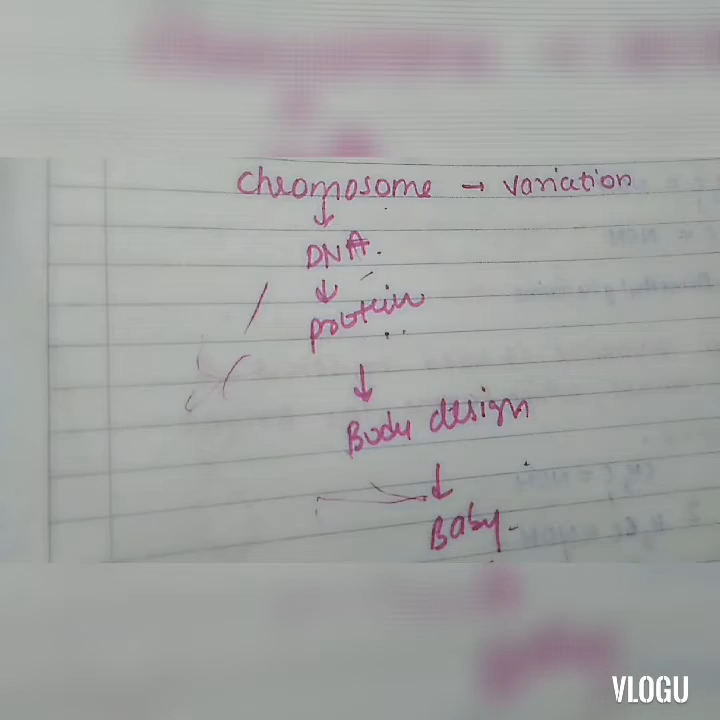 Chromosome → variation
↓
DNA.
↓
protein
↓
Body design
↓
Baby.
VLOGU